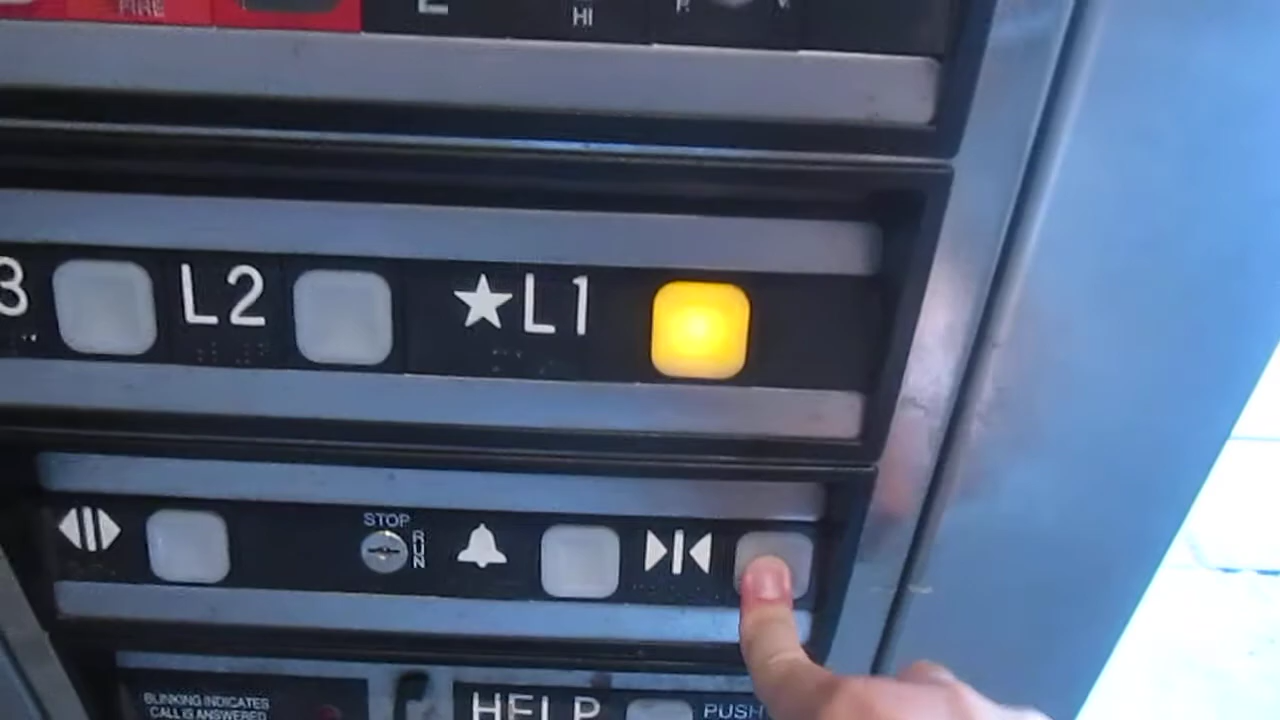 FIRE
HI
3
L2
★L1
STOP
RUN
BLINKING INDICATES
CALL IS ANSWERED
HELP
PUSH